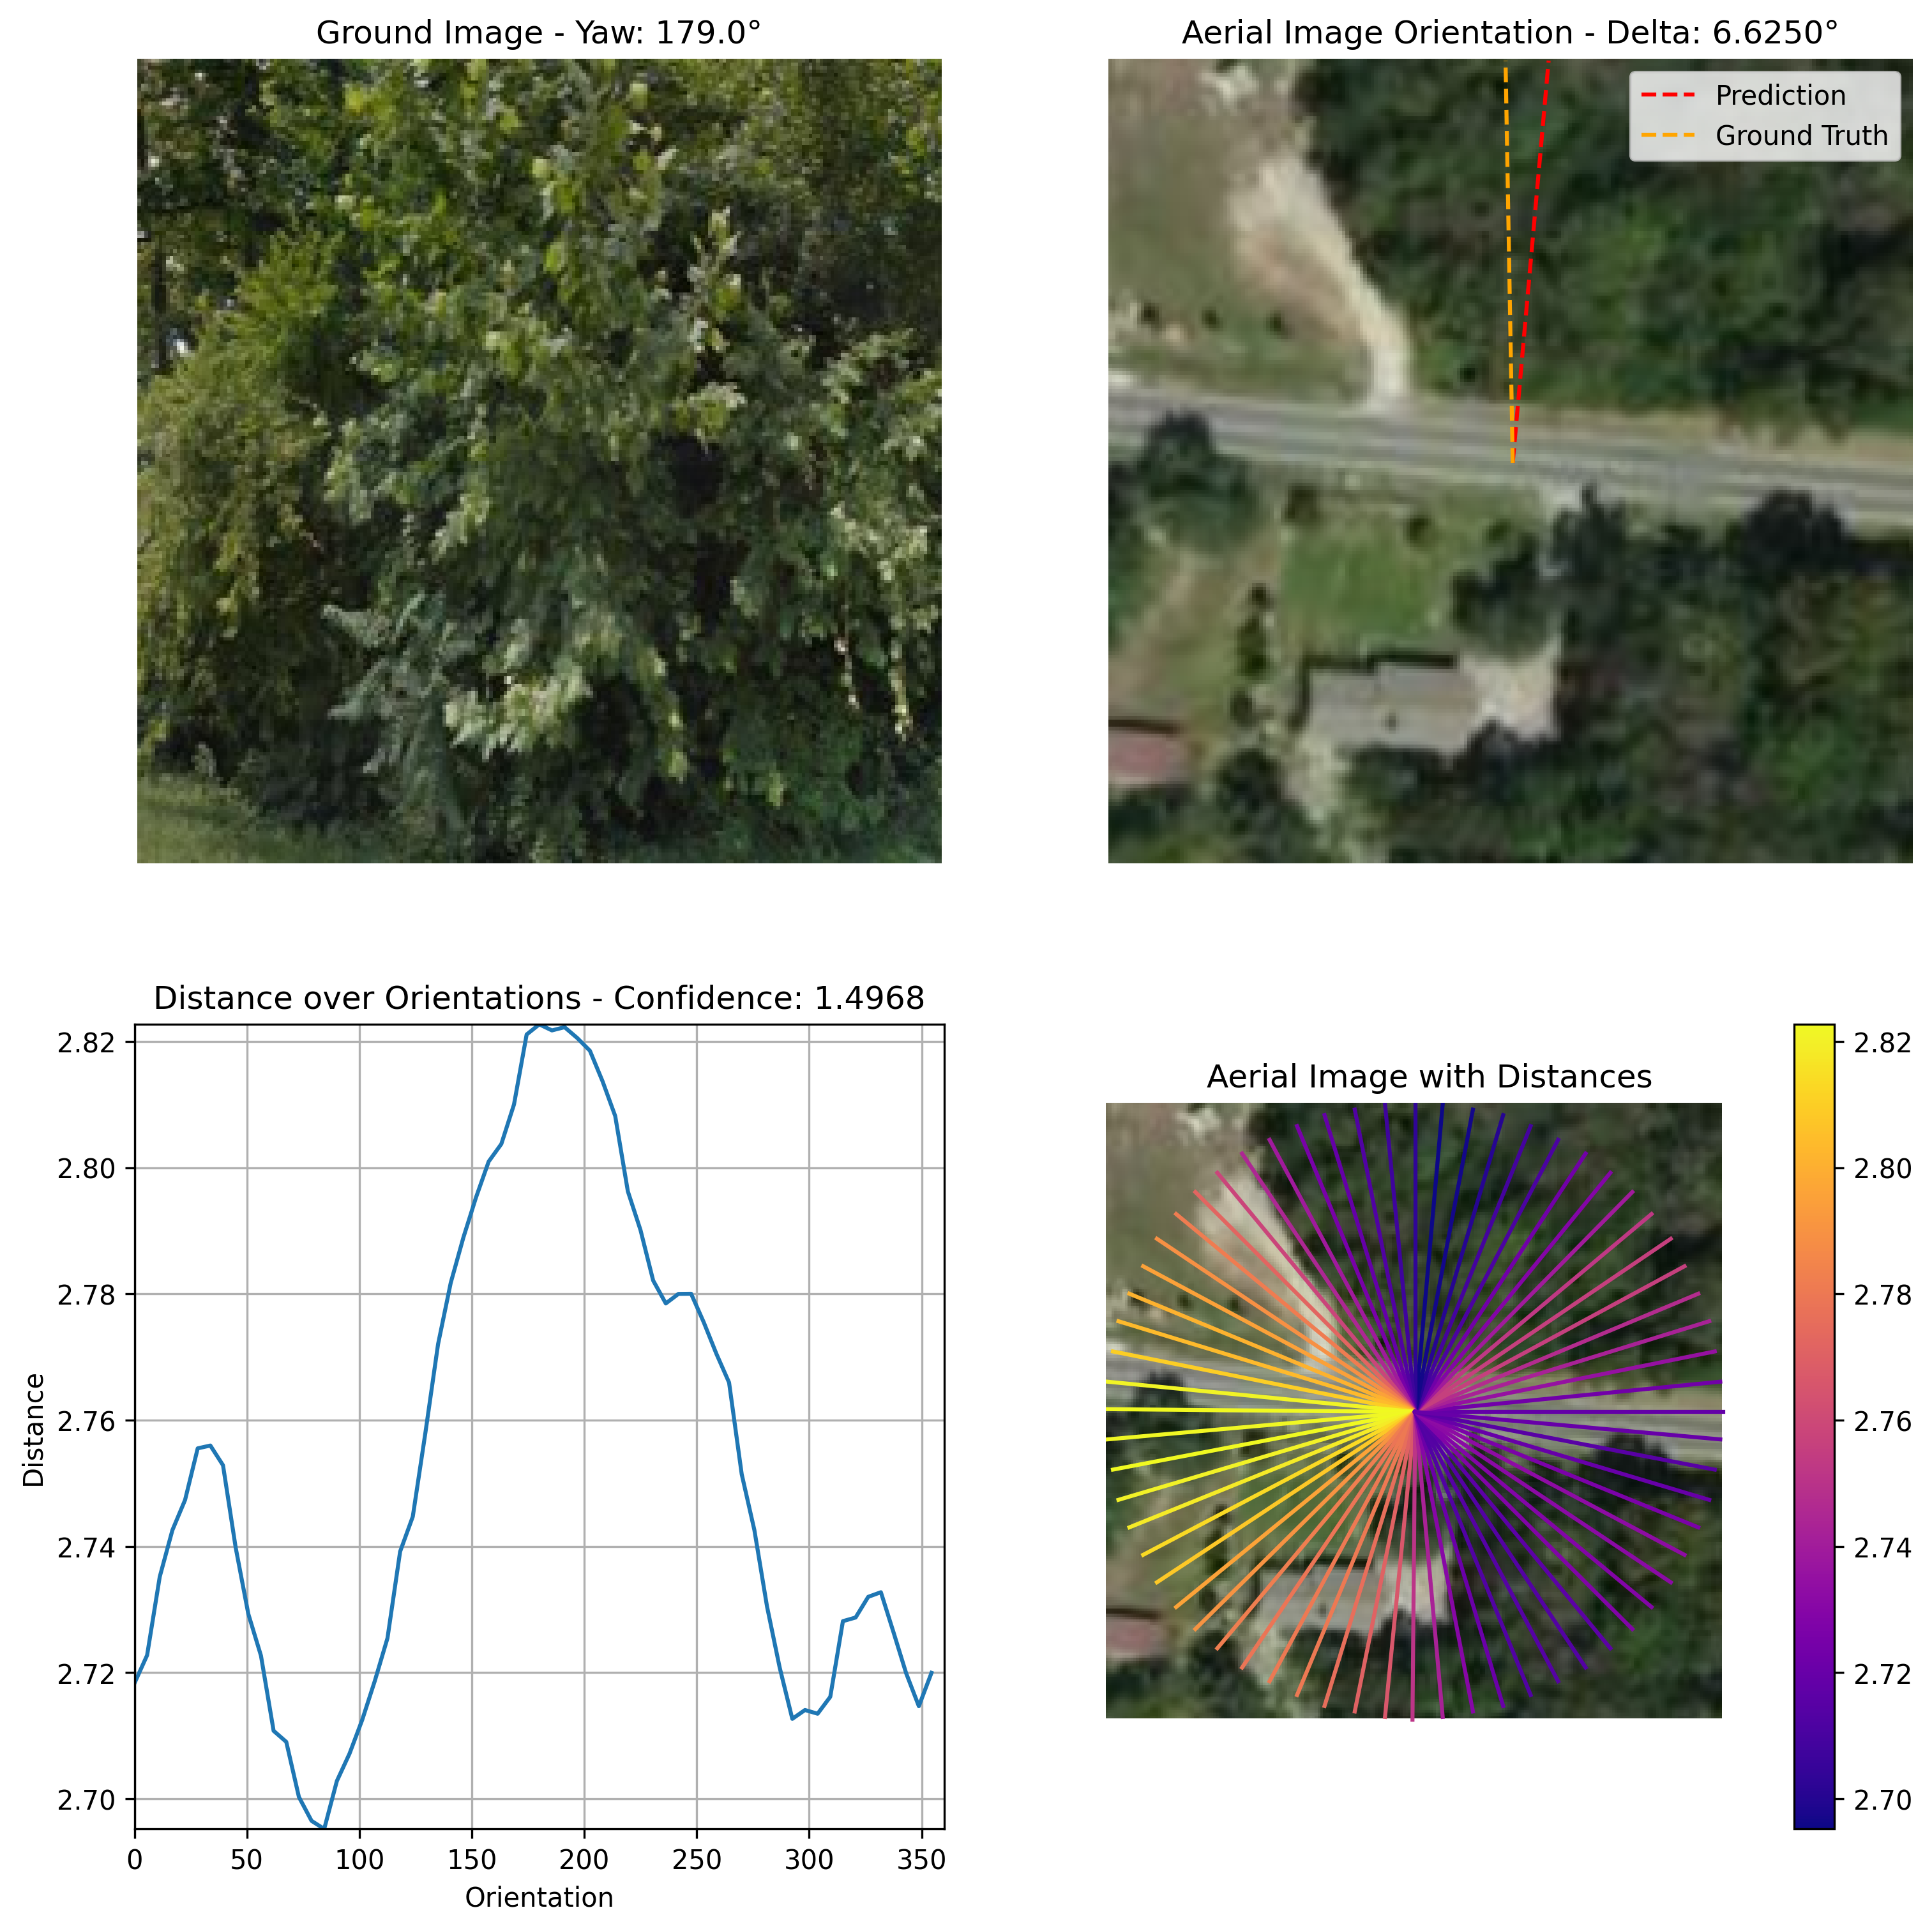 Ground Image - Yaw: 179.0°
Aerial Image Orientation - Delta: 6.6250°
Prediction
Ground Truth
Distance over Orientations - Confidence: 1.4968
2.82
2.80
2.78
2.76
2.74
2.72
2.70
Distance
0 50 100 150 200 250 300 350
Orientation
Aerial Image with Distances
2.82
2.80
2.78
2.76
2.74
2.72
2.70